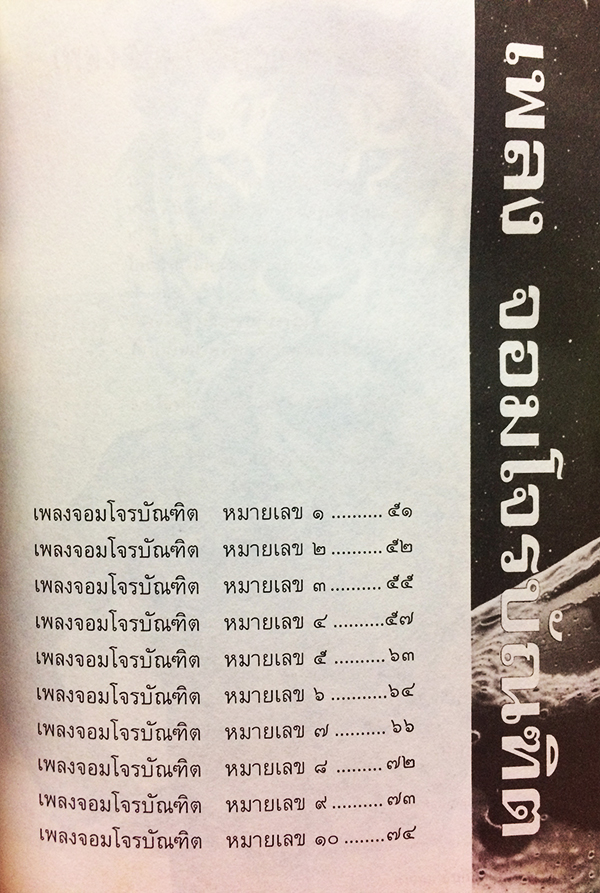 เพลง จอมโจรบัณฑิต
เพลงจอมโจรบัณฑิต หมายเลข ๑ .......... ๕๑
เพลงจอมโจรบัณฑิต หมายเลข ๒ .......... ๕๒
เพลงจอมโจรบัณฑิต หมายเลข ๓ .......... ๕๕
เพลงจอมโจรบัณฑิต หมายเลข ๔ ..........๕๗
เพลงจอมโจรบัณฑิต หมายเลข ๕ .......... ๖๓
เพลงจอมโจรบัณฑิต หมายเลข ๖ ..........๖๔
เพลงจอมโจรบัณฑิต หมายเลข ๗ .......... ๖๖
เพลงจอมโจรบัณฑิต หมายเลข ๘ .........๗๒
เพลงจอมโจรบัณฑิต หมายเลข ๙ .......... ๗๓
เพลงจอมโจรบัณฑิต หมายเลข ๑๐ ........๗๔